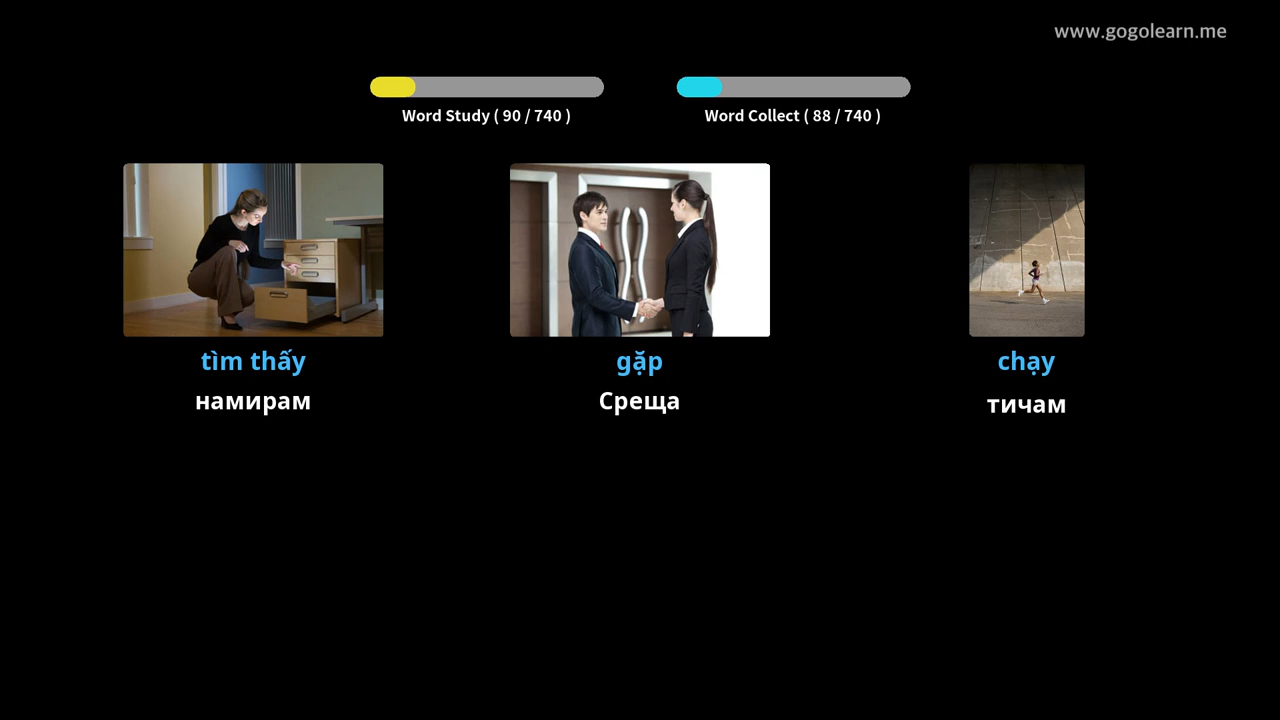 www.gogolearn.me
Word Study ( 90 / 740 )
Word Collect ( 88 / 740 )
tìm thấy
намирам
gặp
Среща
chạy
тичам